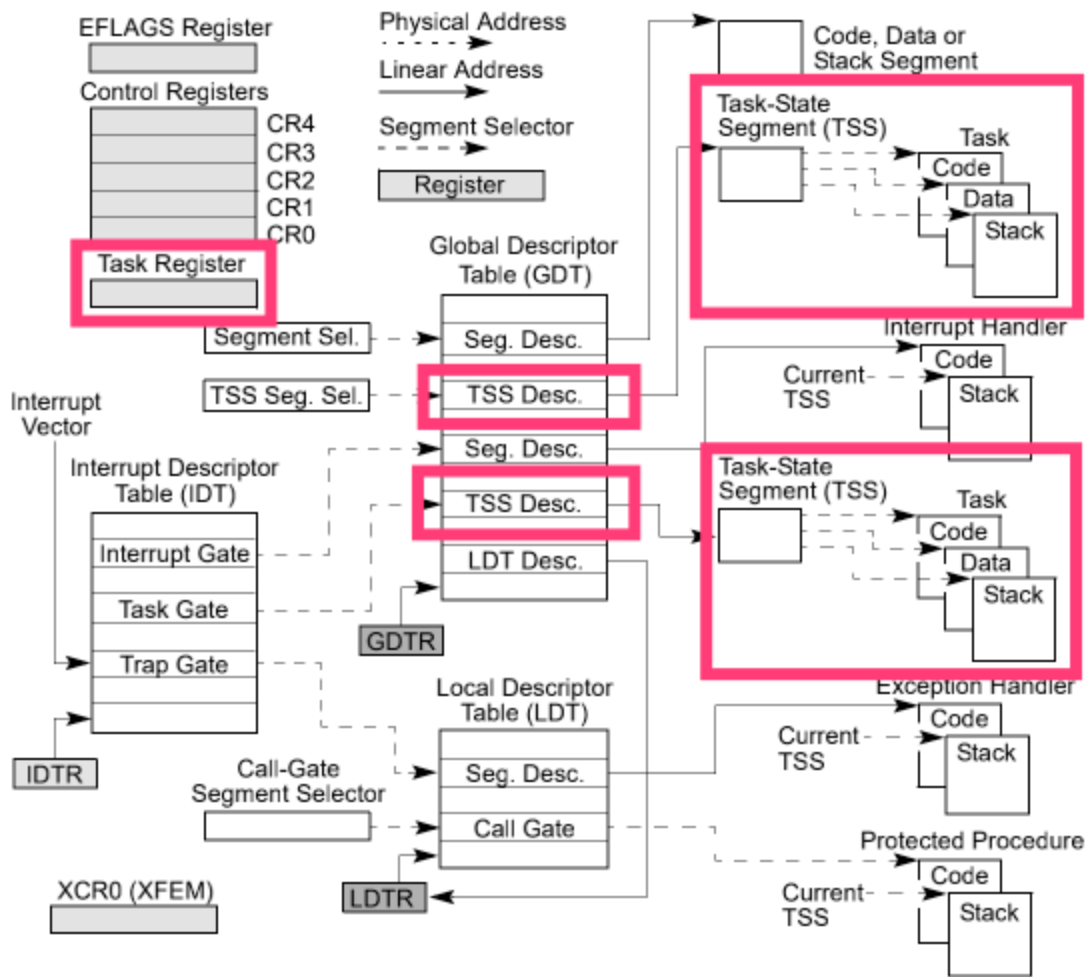 EFLAGS Register
Control Registers
CR4
CR3
CR2
CR1
CR0
Task Register
Physical Address
Linear Address
Segment Selector
Register
Code, Data or
Stack Segment
Task-State
Segment (TSS)
Task
Code
Data
Stack
Global Descriptor
Table (GDT)
Segment Sel.
Seg. Desc.
TSS Seg. Sel.
TSS Desc.
Seg. Desc.
TSS Desc.
LDT Desc.
GDTR
Interrupt Handler
Code
Current
TSS
Stack
Interrupt
Vector
Interrupt Descriptor
Table (IDT)
Interrupt Gate
Task Gate
Trap Gate
IDTR
Task-State
Segment (TSS)
Task
Code
Data
Stack
Local Descriptor
Table (LDT)
Call-Gate
Segment Selector
Seg. Desc.
Call Gate
LDTR
Exception Handler
Code
Current
TSS
Stack
Protected Procedure
Code
Current
TSS
Stack
XCR0 (XFEM)